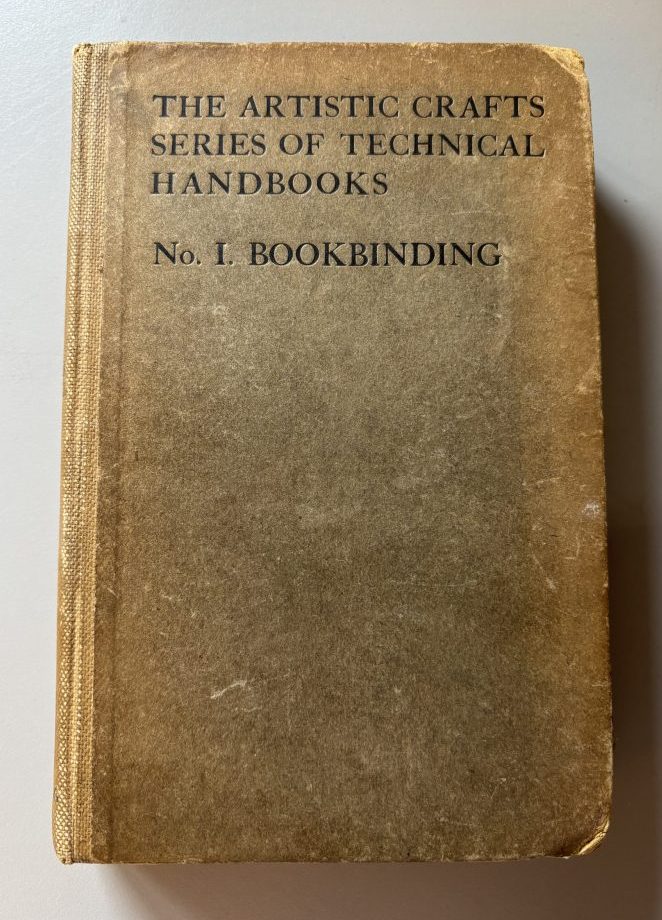 THE ARTISTIC CRAFTS
SERIES OF TECHNICAL
HANDBOOKS
No. I. BOOKBINDING